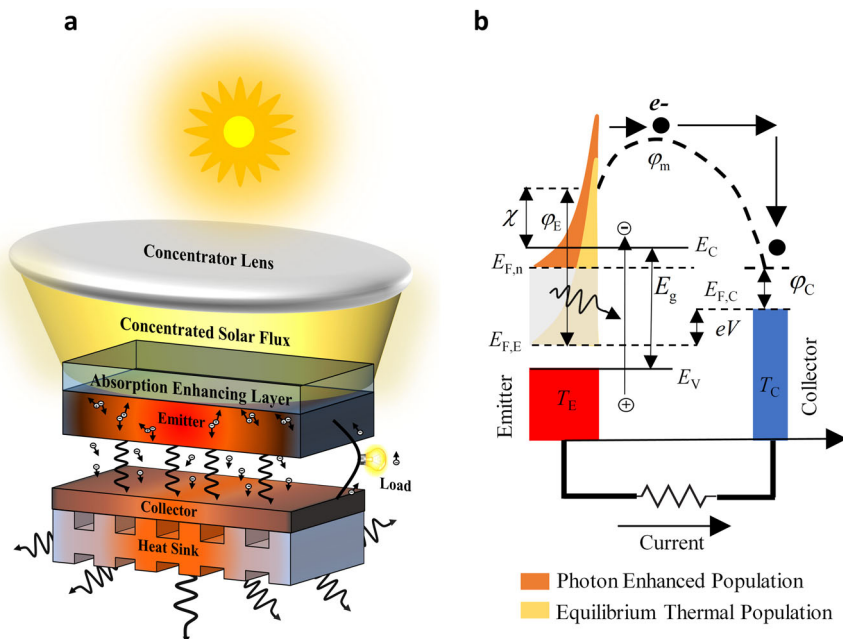 a
Concentrator Lens
Concentrated Solar Flux
Absorption Enhancing Layer
Emitter
Load
Collector
Heat Sink
b
e-
φm
χ
φE
EC
EF,n
Eg
EF,C
φC
eV
EF,E
EV
Emitter
TE
TC
Collector
Current
Photon Enhanced Population
Equilibrium Thermal Population